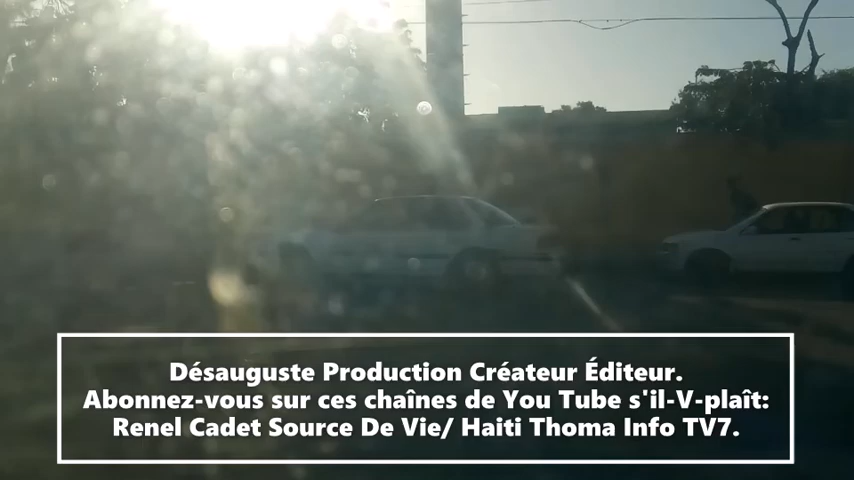 Désauguste Production Créateur Éditeur.
Abonnez-vous sur ces chaînes de You Tube s'il-V-plaît:
Renel Cadet Source De Vie/ Haiti Thoma Info TV7.